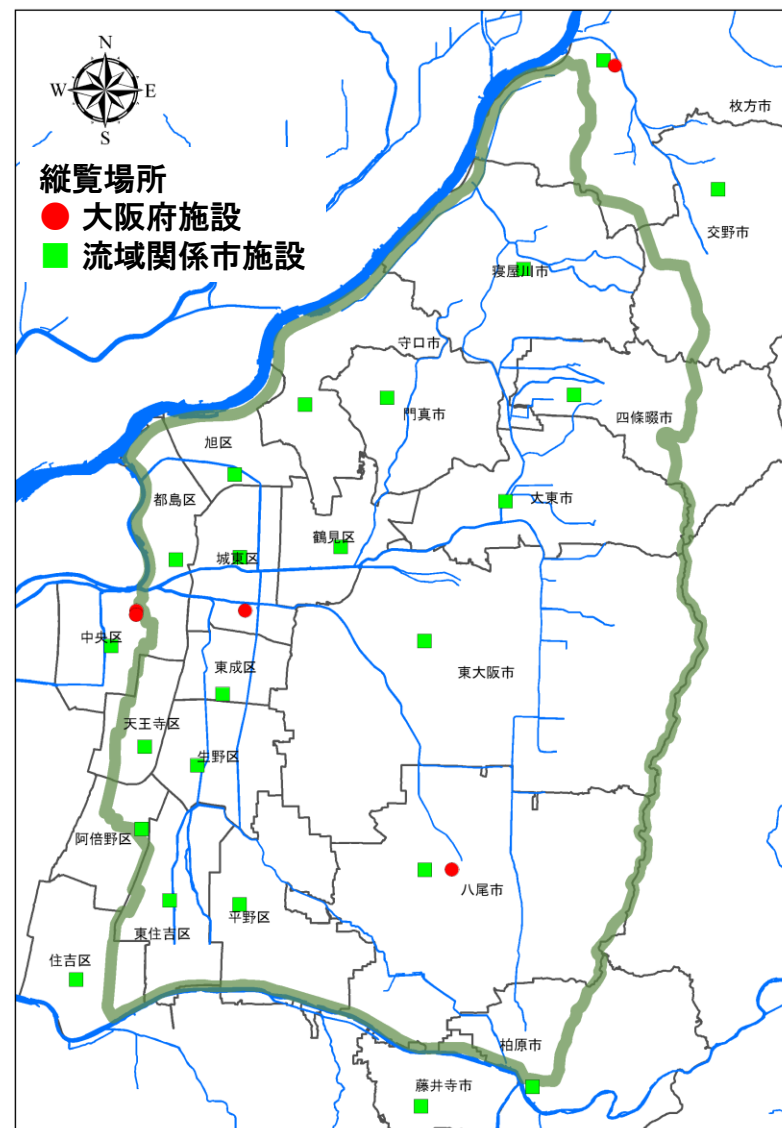 N
W E
S
縦覧場所
大阪府施設
流域関係市施設
枚方市
交野市
寝屋川市
守口市
門真市
四條畷市
旭区
都島区
大東市
鶴見区
城東区
中央区
東成区
東大阪市
天王寺区
生野区
阿倍野区
八尾市
平野区
東住吉区
住吉区
柏原市
藤井寺市